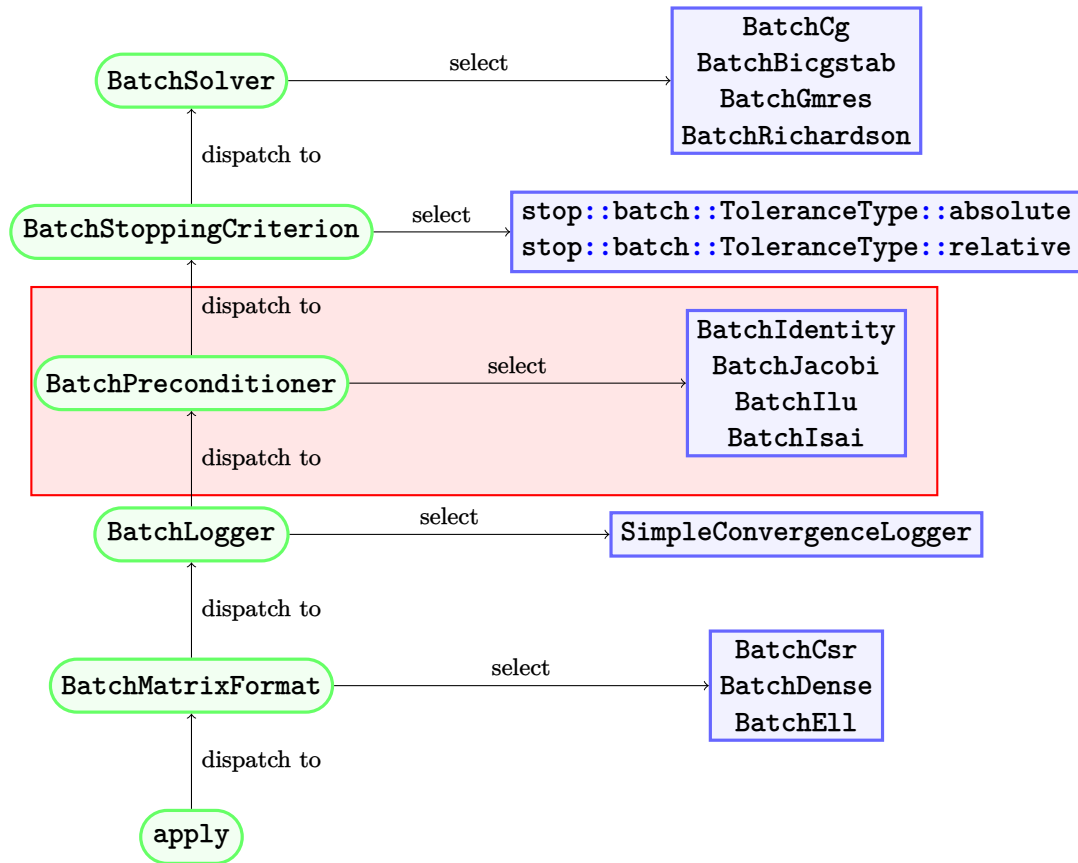 BatchSolver
select
BatchCg
BatchBicgstab
BatchGmres
BatchRichardson
dispatch to
BatchStoppingCriterion
select
stop::batch::ToleranceType::absolute
stop::batch::ToleranceType::relative
dispatch to
BatchPreconditioner
select
BatchIdentity
BatchJacobi
BatchIlu
BatchIsai
dispatch to
BatchLogger
select
SimpleConvergenceLogger
dispatch to
BatchMatrixFormat
select
BatchCsr
BatchDense
BatchEll
dispatch to
apply